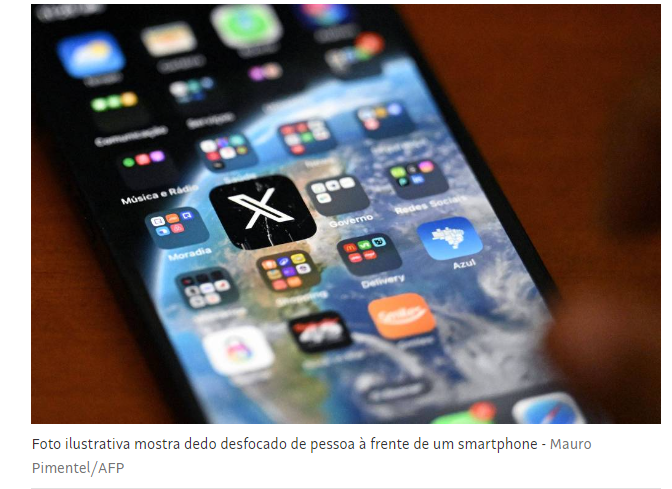 Comunicação
Serviços
Música e Rádio
Governo
Redes Sociais
Moradia
Azul
Delivery
Shopping
Foto ilustrativa mostra dedo desfocado de pessoa à frente de um smartphone - Mauro
Pimentel/AFP